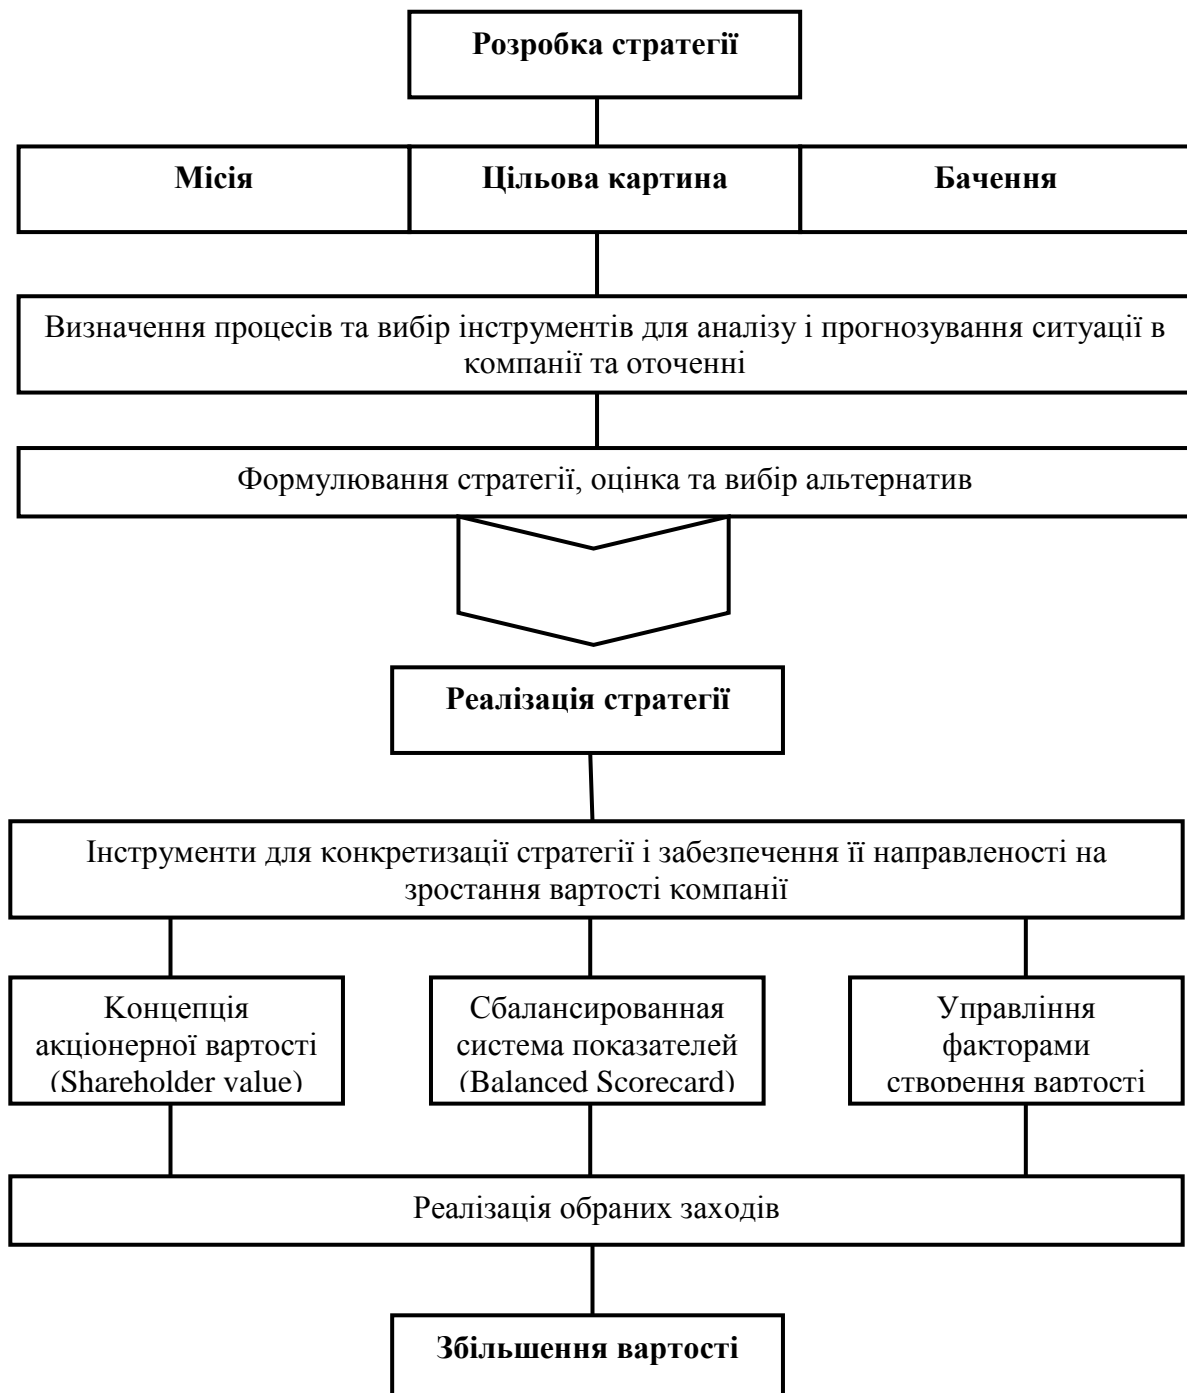 Розробка стратегії
Місія
Цільова картина
Бачення
Визначення процесів та вибір інструментів для аналізу і прогнозування ситуації в
компанії та оточенні
Формулювання стратегії, оцінка та вибір альтернатив
Реалізація стратегії
Інструменти для конкретизації стратегії і забезпечення її направленості на
зростання вартості компанії
Концепція
акціонерної вартості
(Shareholder value)
Сбалансированная
система показателей
(Balanced Scorecard)
Управління
факторами
створення вартості
Реалізація обраних заходів
Збільшення вартості